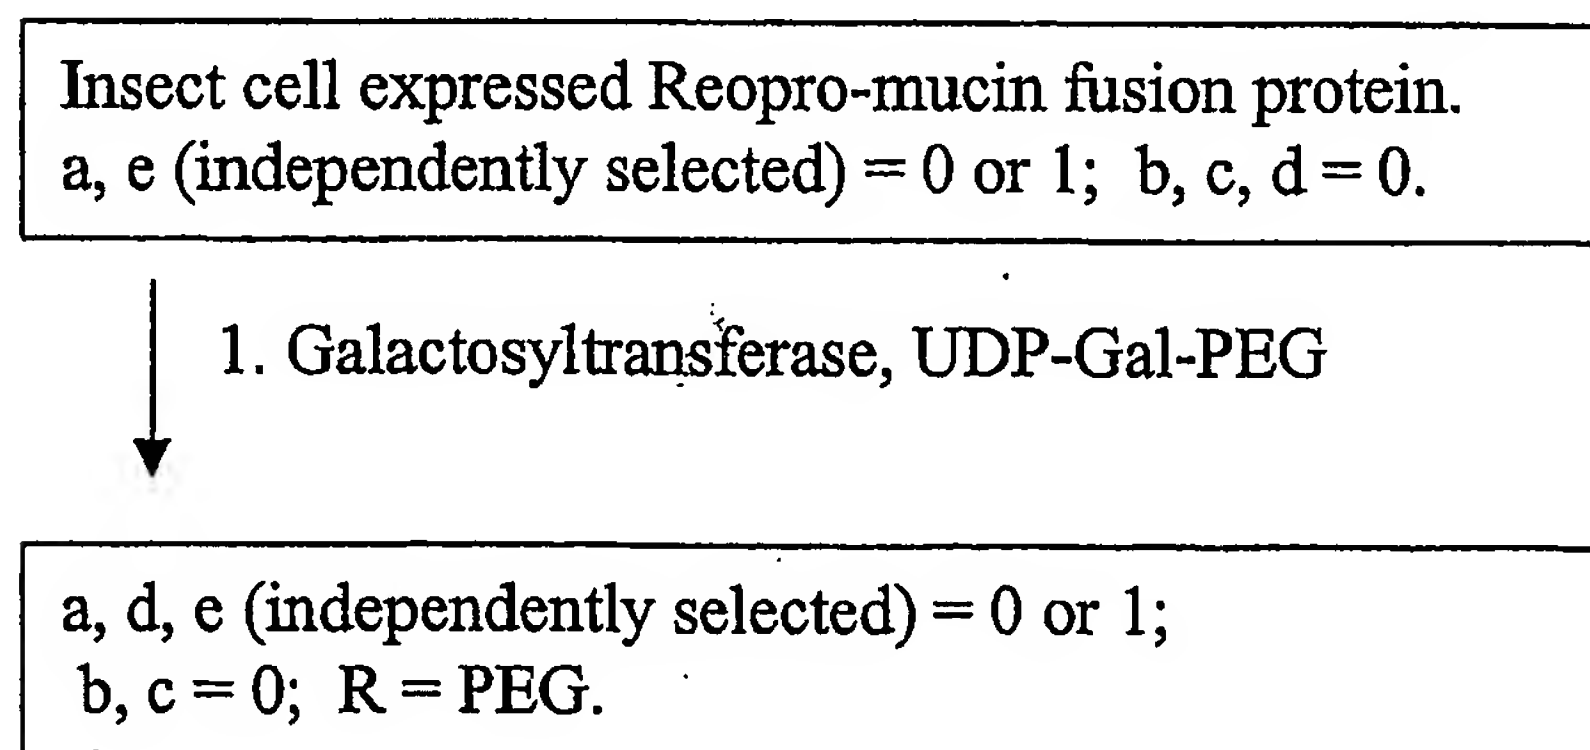 Insect cell expressed Reopro-mucin fusion protein.
a, e (independently selected) = 0 or 1; b, c, d = 0.
1. Galactosyltransferase, UDP-Gal-PEG
a, d, e (independently selected) = 0 or 1;
b, c = 0; R = PEG.